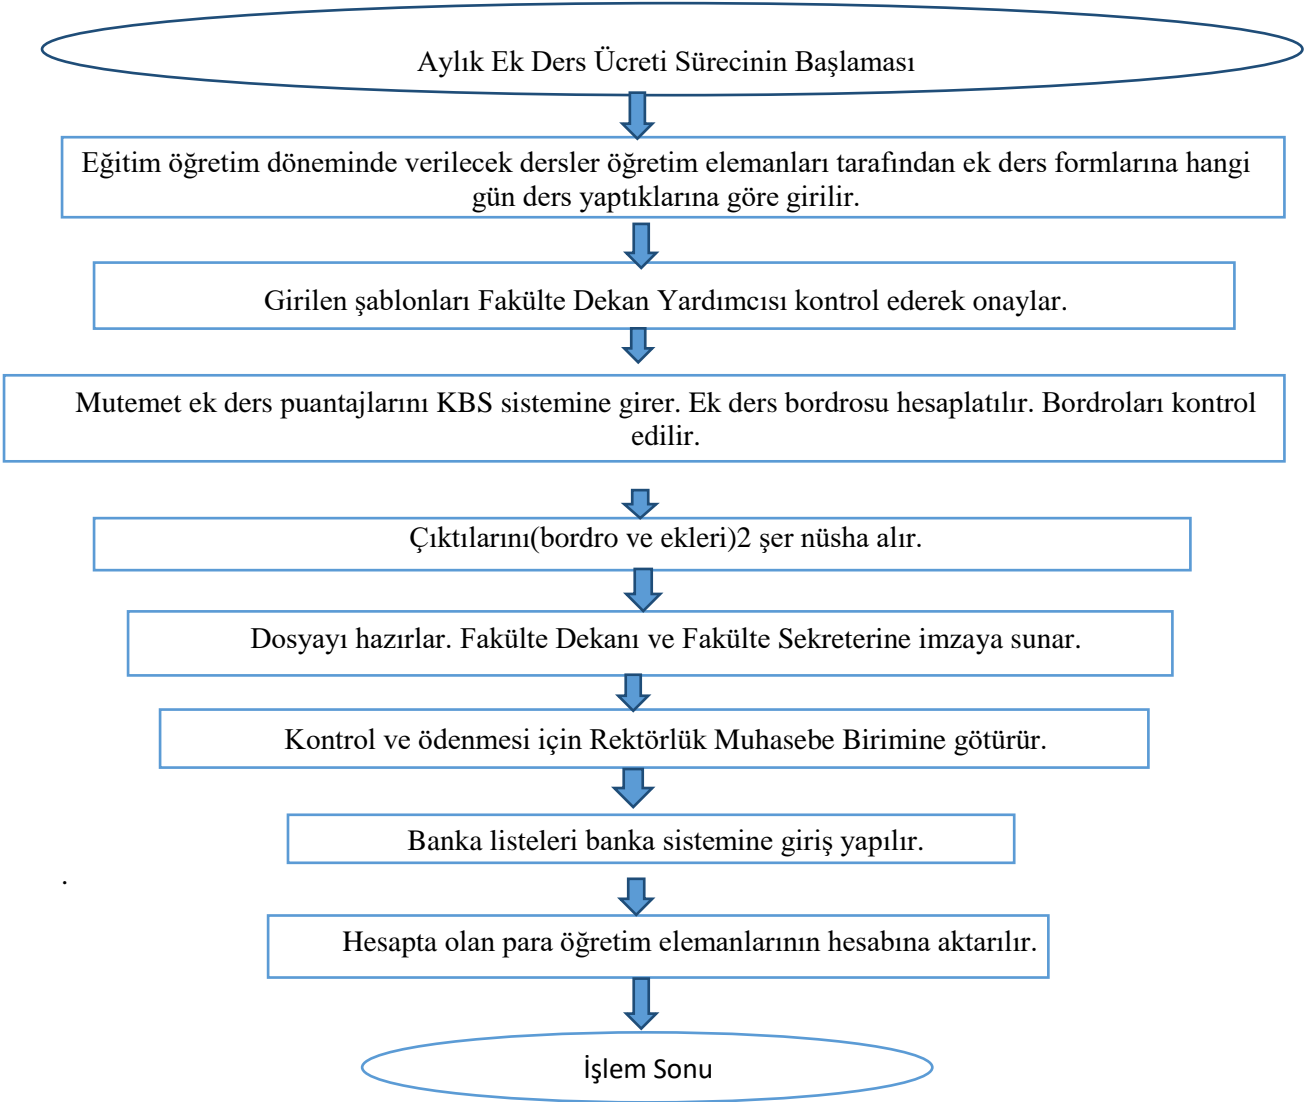 Aylık Ek Ders Ücreti Sürecinin Başlaması
Eğitim öğretim döneminde verilecek dersler öğretim elemanları tarafından ek ders formlarına hangi
gün ders yaptıklarına göre girilir.
Girilen şablonları Fakülte Dekan Yardımcısı kontrol ederek onaylar.
Mutemet ek ders puantajlarını KBS sistemine girer. Ek ders bordrosu hesaplatılır. Bordroları kontrol
edilir.
Çıktılarını(bordro ve ekleri)2 şer nüsha alır.
Dosyayı hazırlar. Fakülte Dekanı ve Fakülte Sekreterine imzaya sunar.
Kontrol ve ödenmesi için Rektörlük Muhasebe Birimine götürür.
Banka listeleri banka sistemine giriş yapılır.
.
Hesapta olan para öğretim elemanlarının hesabına aktarılır.
İşlem Sonu